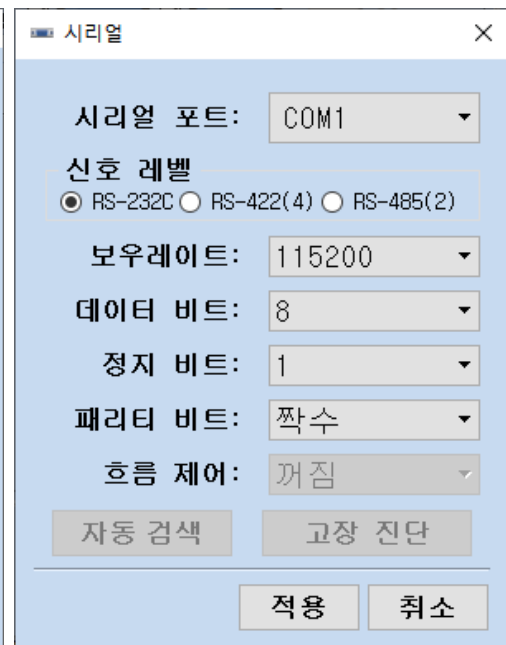 시리얼
시리얼 포트: COM1
신호 레벨
RS-232C RS-422(4) RS-485(2)
보우레이트: 115200
데이터 비트: 8
정지 비트: 1
패리티 비트: 짝수
흐름 제어: 꺼짐
자동 검색 고장 진단
적용 취소